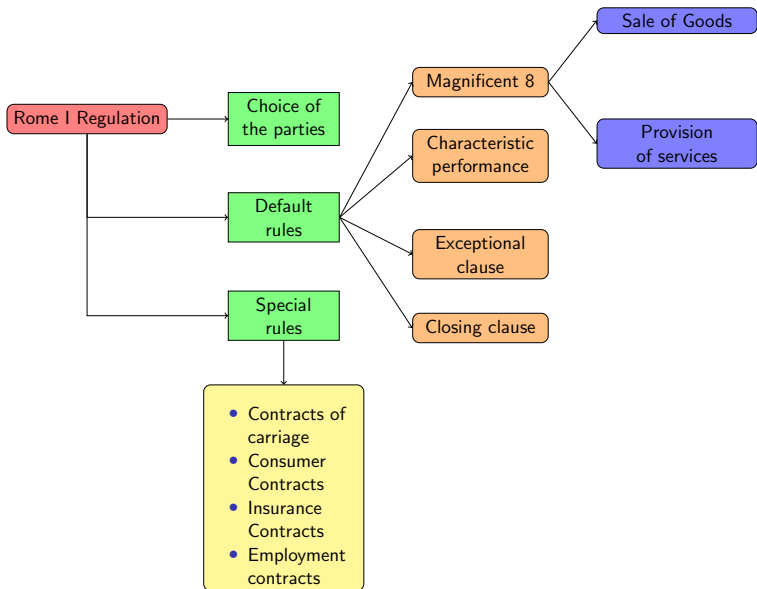 Rome I Regulation
Choice of
the parties
Default
rules
Special
rules
Magnificent 8
Characteristic
performance
Exceptional
clause
Closing clause
Sale of Goods
Provision
of services
• Contracts of
carriage
• Consumer
Contracts
• Insurance
Contracts
• Employment
contracts